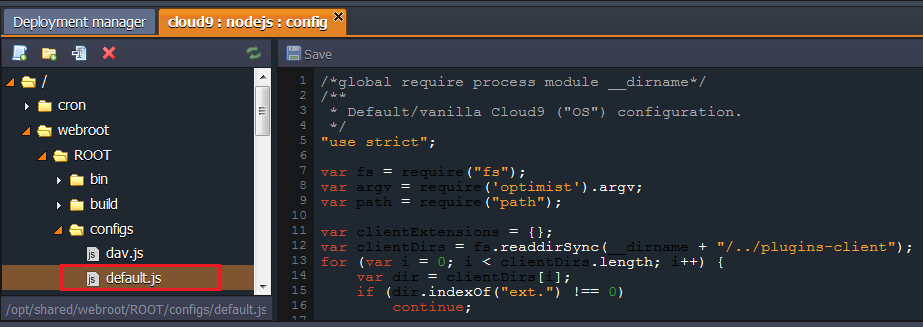 Deployment manager
cloud9 : nodejs : config
Save
/
cron
webroot
ROOT
bin
build
configs
dav.js
default.js
/opt/shared/webroot/ROOT/configs/default.js
1 /*global require process module __dirname*/
2 /**
3  * Default/vanilla Cloud9 ("OS") configuration.
4  */
5 "use strict";
6
7 var fs = require("fs");
8 var argv = require('optimist').argv;
9 var path = require("path");
10
11 var clientExtensions = {};
12 var clientDirs = fs.readdirSync(__dirname + "/../plugins-client");
13 for (var i = 0; i < clientDirs.length; i++) {
14     var dir = clientDirs[i];
15     if (dir.indexOf("ext.") !== 0)
16         continue;
17